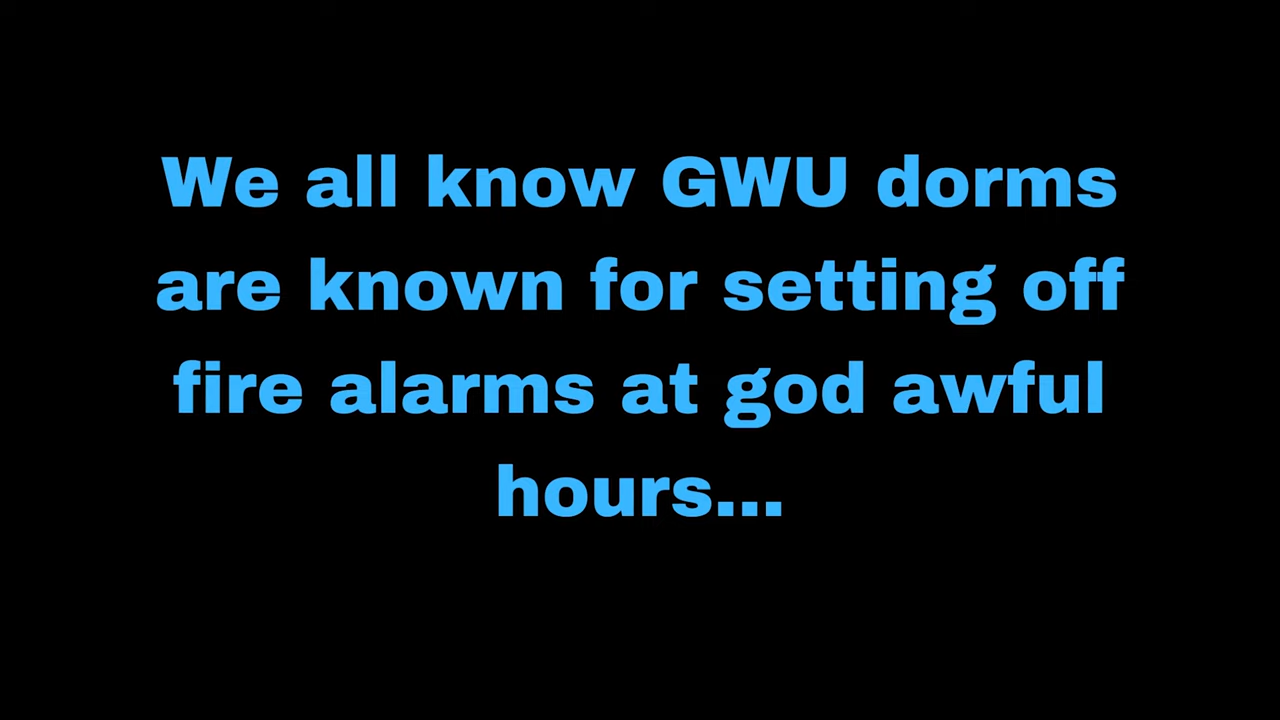 We all know GWU dorms
are known for setting off
fire alarms at god awful
hours...